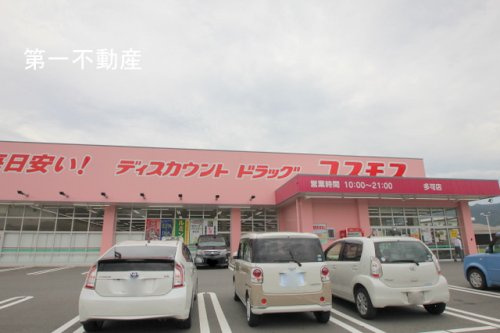 第一不動産
毎日安い! ディスカウント ドラッグ コスモス
営業時間 10:00~21:00 多可店